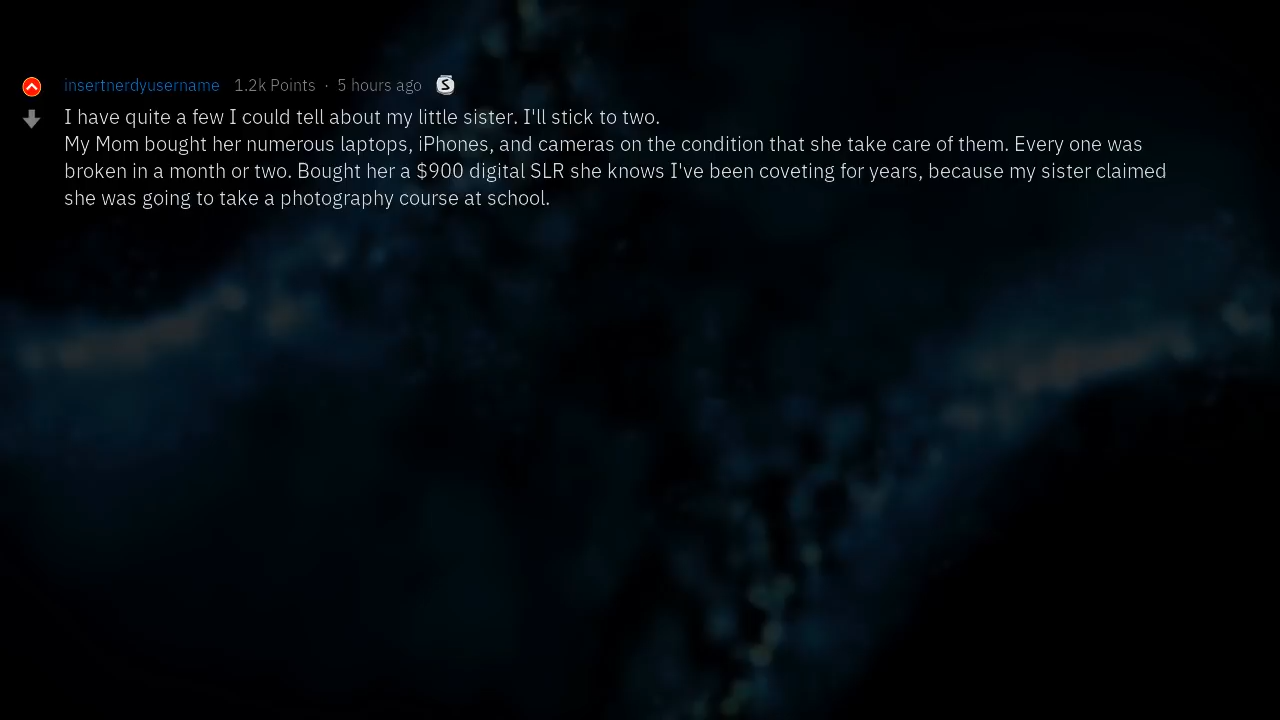 insertnerdyusername 1.2k Points · 5 hours ago S
I have quite a few I could tell about my little sister. I'll stick to two.
My Mom bought her numerous laptops, iPhones, and cameras on the condition that she take care of them. Every one was
broken in a month or two. Bought her a $900 digital SLR she knows I've been coveting for years, because my sister claimed
she was going to take a photography course at school.